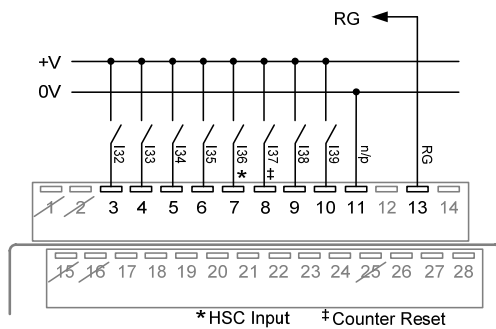 RG
+V
0V
I32 I33 I34 I35 I36 I37 I38 I39 n/p RG
* ‡
1 2 3 4 5 6 7 8 9 10 11 12 13 14
15 16 17 18 19 20 21 22 23 24 25 26 27 28
* HSC Input ‡ Counter Reset